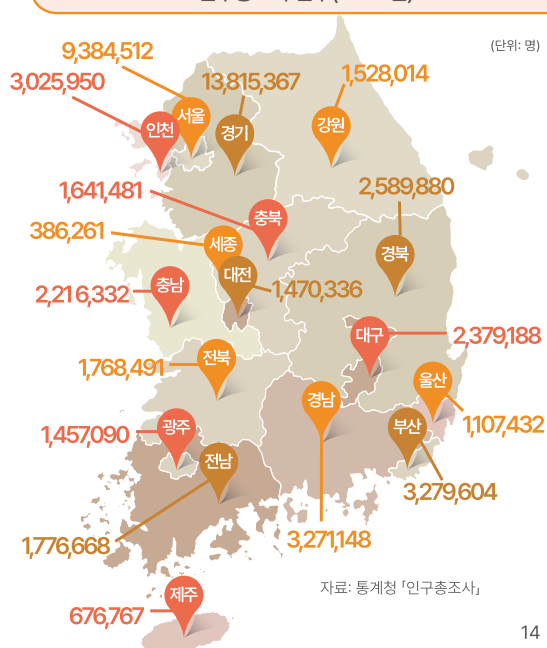 (단위: 명)
9,384,512
서울
3,025,950
인천
13,815,367
경기
1,528,014
강원
1,641,481
충북
2,589,880
경북
386,261
세종
대전
1,470,336
2,216,332
충남
대구
2,379,188
1,768,491
전북
경남
울산
1,107,432
1,457,090
광주
전남
부산
3,279,604
1,776,668
3,271,148
제주
676,767
자료: 통계청 「인구총조사」
14